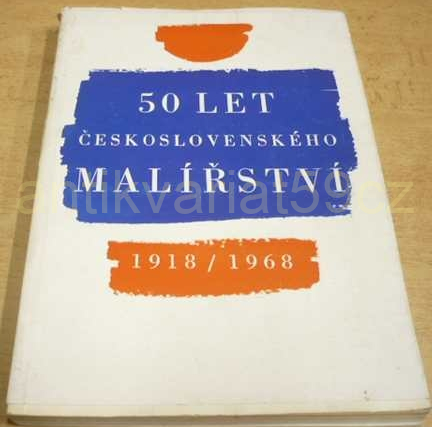 50 LET
ČESKOSLOVENSKÉHO
MALÍŘSTVÍ
antikvariat59.cz
1918/1968